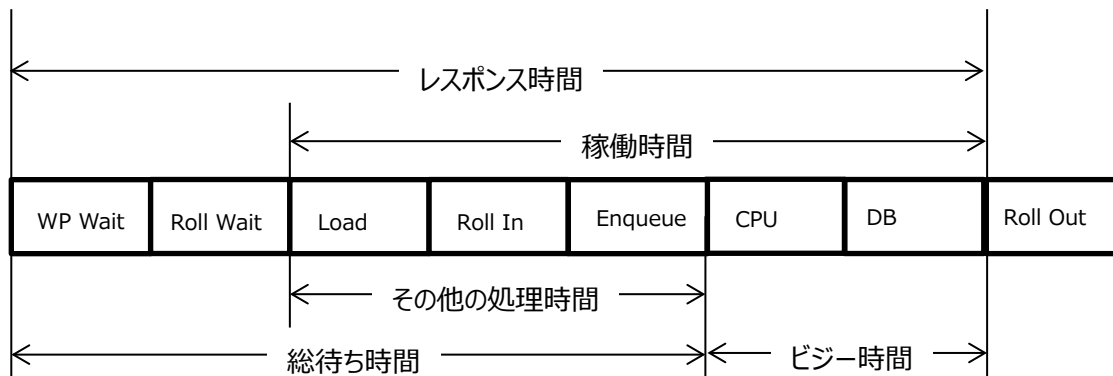 レスポンス時間
稼働時間
WP Wait
Roll Wait
Load
Roll In
Enqueue
CPU
DB
Roll Out
その他の処理時間
総待ち時間
ビジー時間